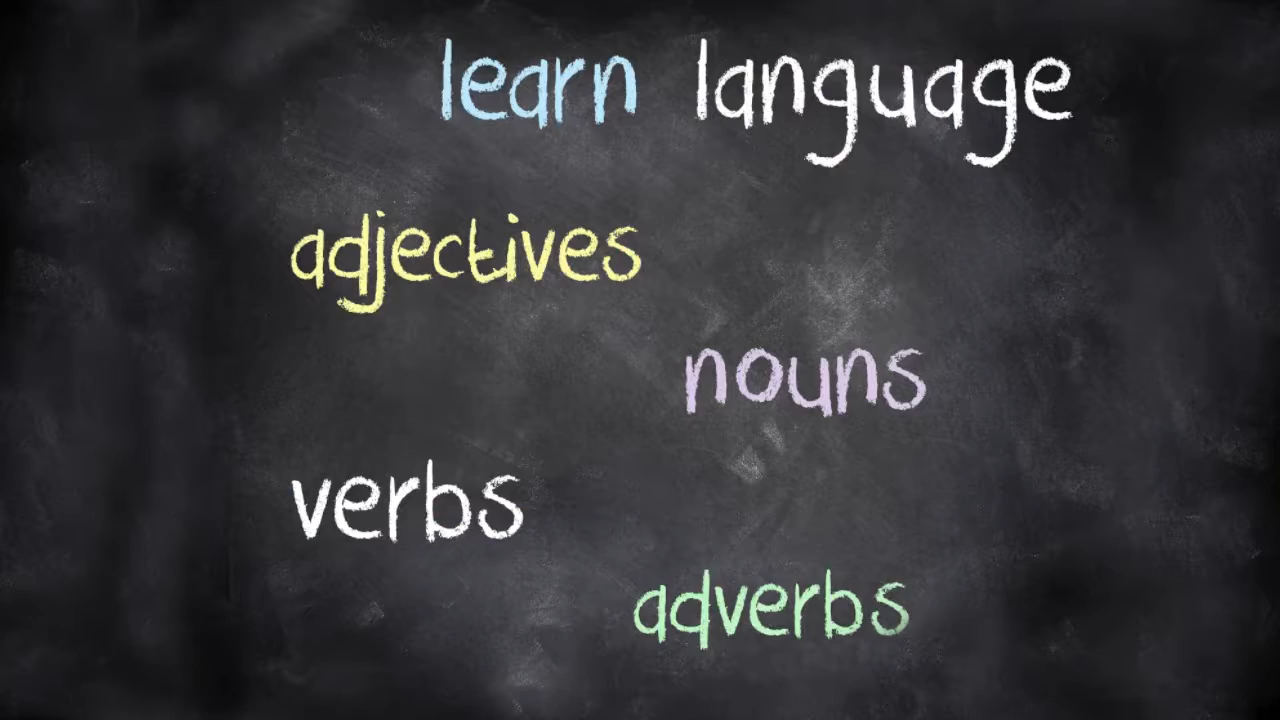 learn language
adjectives
nouns
verbs
adverbs